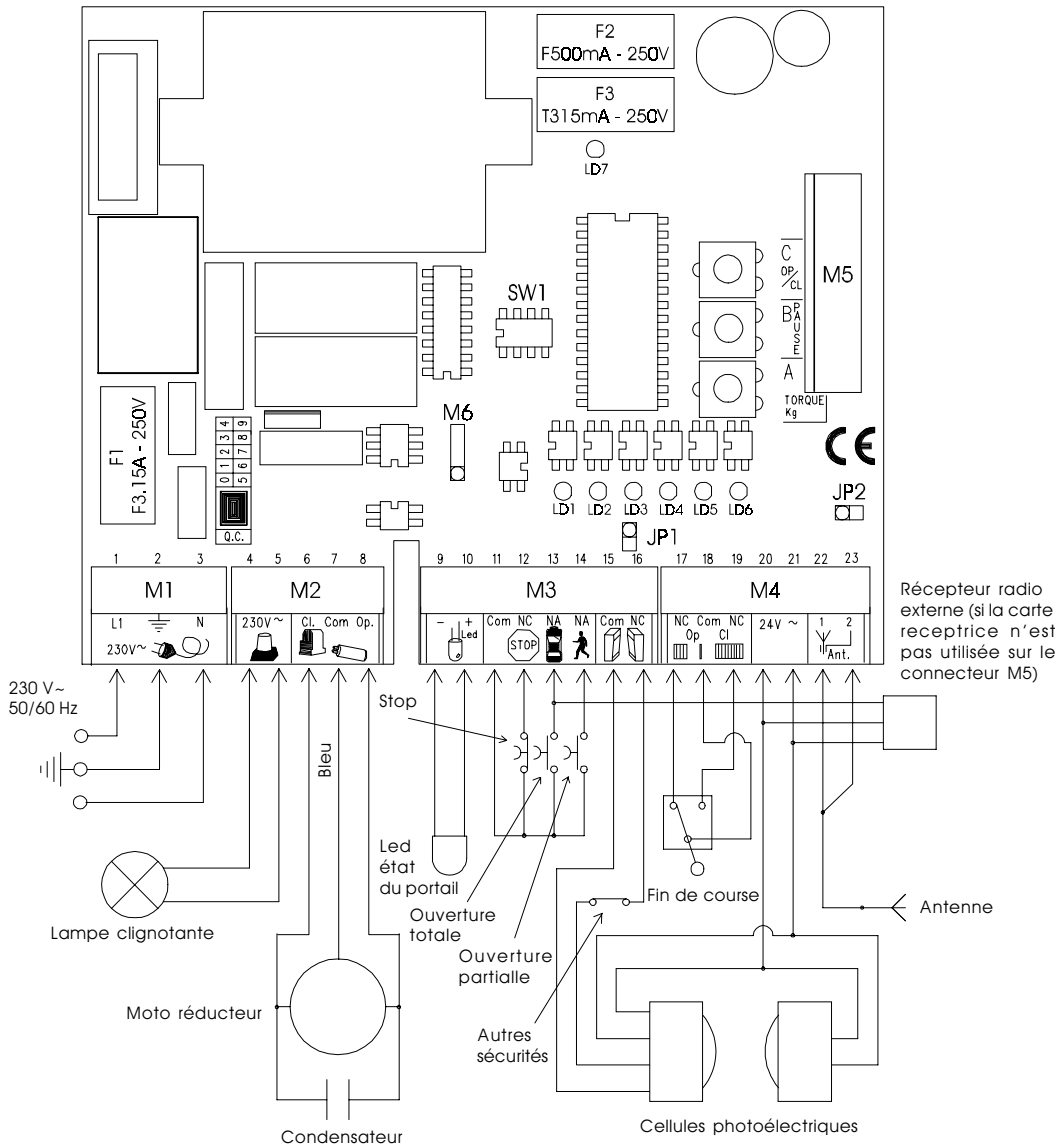 F2
F500mA - 250V
F3
T315mA - 250V
LD7
C
OP/CL
B
PAUSE
A
TORQUE
Kg
M5
SW1
M6
F1
F3.15A - 250V
0 1 2 3 4
5 6 7 8 9
Q.C.
LD1 LD2 LD3 LD4 LD5 LD6
JP1
JP2
CE
1 2 3 4 5 6 7 8 9 10 11 12 13 14 15 16 17 18 19 20 21 22 23
M1 M2 M3 M4
L1 N
230V~
230V~
Cl. Com Op.
- +
Led
Com NC NA NA
STOP
Com NC
NC Com NC
Op Cl
24V ~
1 2
Ant.
Récepteur radio
externe (si la carte
receptrice n'est
pas utilisée sur le
connecteur M5)
230 V~
50/60 Hz
Stop
Bleu
Led
état
du portail
Ouverture
totale
Ouverture
partialle
Fin de course
Antenne
Lampe clignotante
Moto réducteur
Autres
sécurités
Condensateur
Cellules photoélectriques